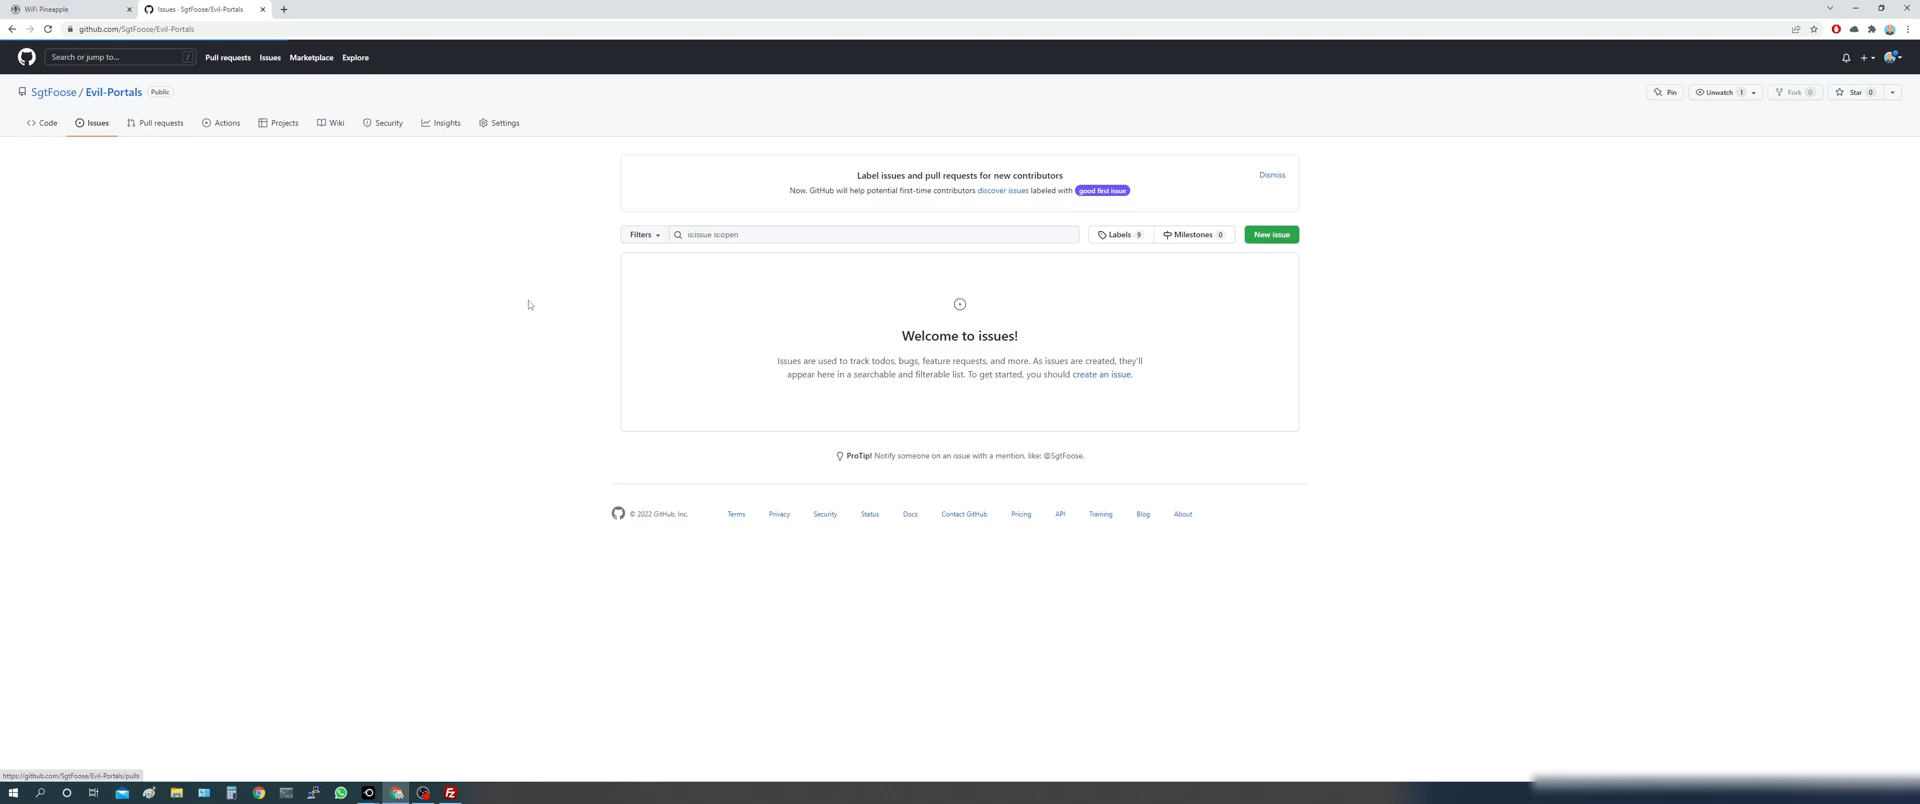 WiFi Pineapple
Issues · SgtFoose/Evil-Portals
github.com/SgtFoose/Evil-Portals
Search or jump to... /
Pull requests Issues Marketplace Explore
SgtFoose / Evil-Portals Public
Pin Unwatch 1 Fork 0 Star 0
Code Issues Pull requests Actions Projects Wiki Security Insights Settings
Label issues and pull requests for new contributors
Dismiss
Now, GitHub will help potential first-time contributors discover issues labeled with good first issue
Filters is:issue is:open Labels 9 Milestones 0 New issue
Welcome to issues!
Issues are used to track todos, bugs, feature requests, and more. As issues are created, they'll
appear here in a searchable and filterable list. To get started, you should create an issue.
ProTip! Notify someone on an issue with a mention, like: @SgtFoose.
© 2022 GitHub, Inc. Terms Privacy Security Status Docs Contact GitHub Pricing API Training Blog About
https://github.com/SgtFoose/Evil-Portals/pulls